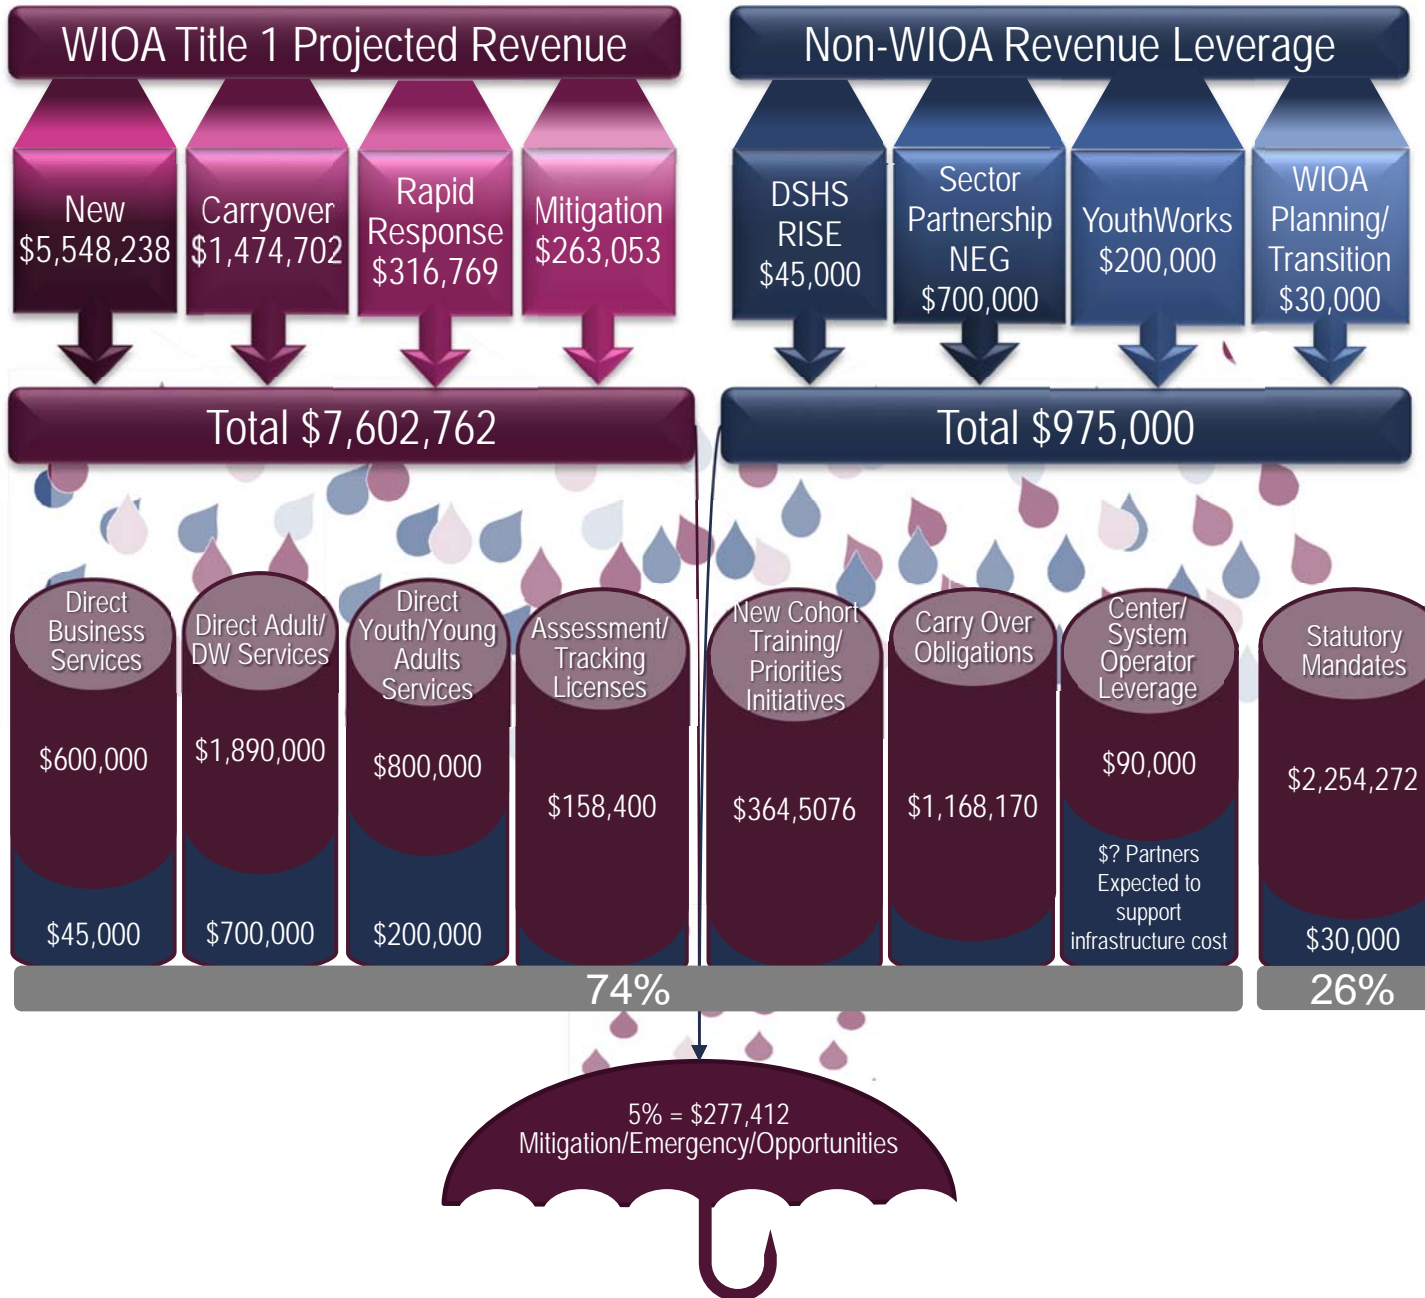 WIOA Title 1 Projected Revenue
New
$5,548,238
Carryover
$1,474,702
Rapid
Response
$316,769
Mitigation
$263,053
Total $7,602,762
Non-WIOA Revenue Leverage
DSHS
RISE
$45,000
Sector
Partnership
NEG
$700,000
YouthWorks
$200,000
WIOA
Planning/
Transition
$30,000
Total $975,000
Direct
Business
Services
$600,000
$45,000
Direct Adult/
DW Services
$1,890,000
$700,000
Direct
Youth/Young
Adults
Services
$800,000
$200,000
Assessment/
Tracking
Licenses
$158,400
New Cohort
Training/
Priorities
Initiatives
$364,5076
Carry Over
Obligations
$1,168,170
Center/
System
Operator
Leverage
$90,000
$? Partners
Expected to
support
infrastructure cost
Statutory
Mandates
$2,254,272
$30,000
74%
26%
5% = $277,412
Mitigation/Emergency/Opportunities